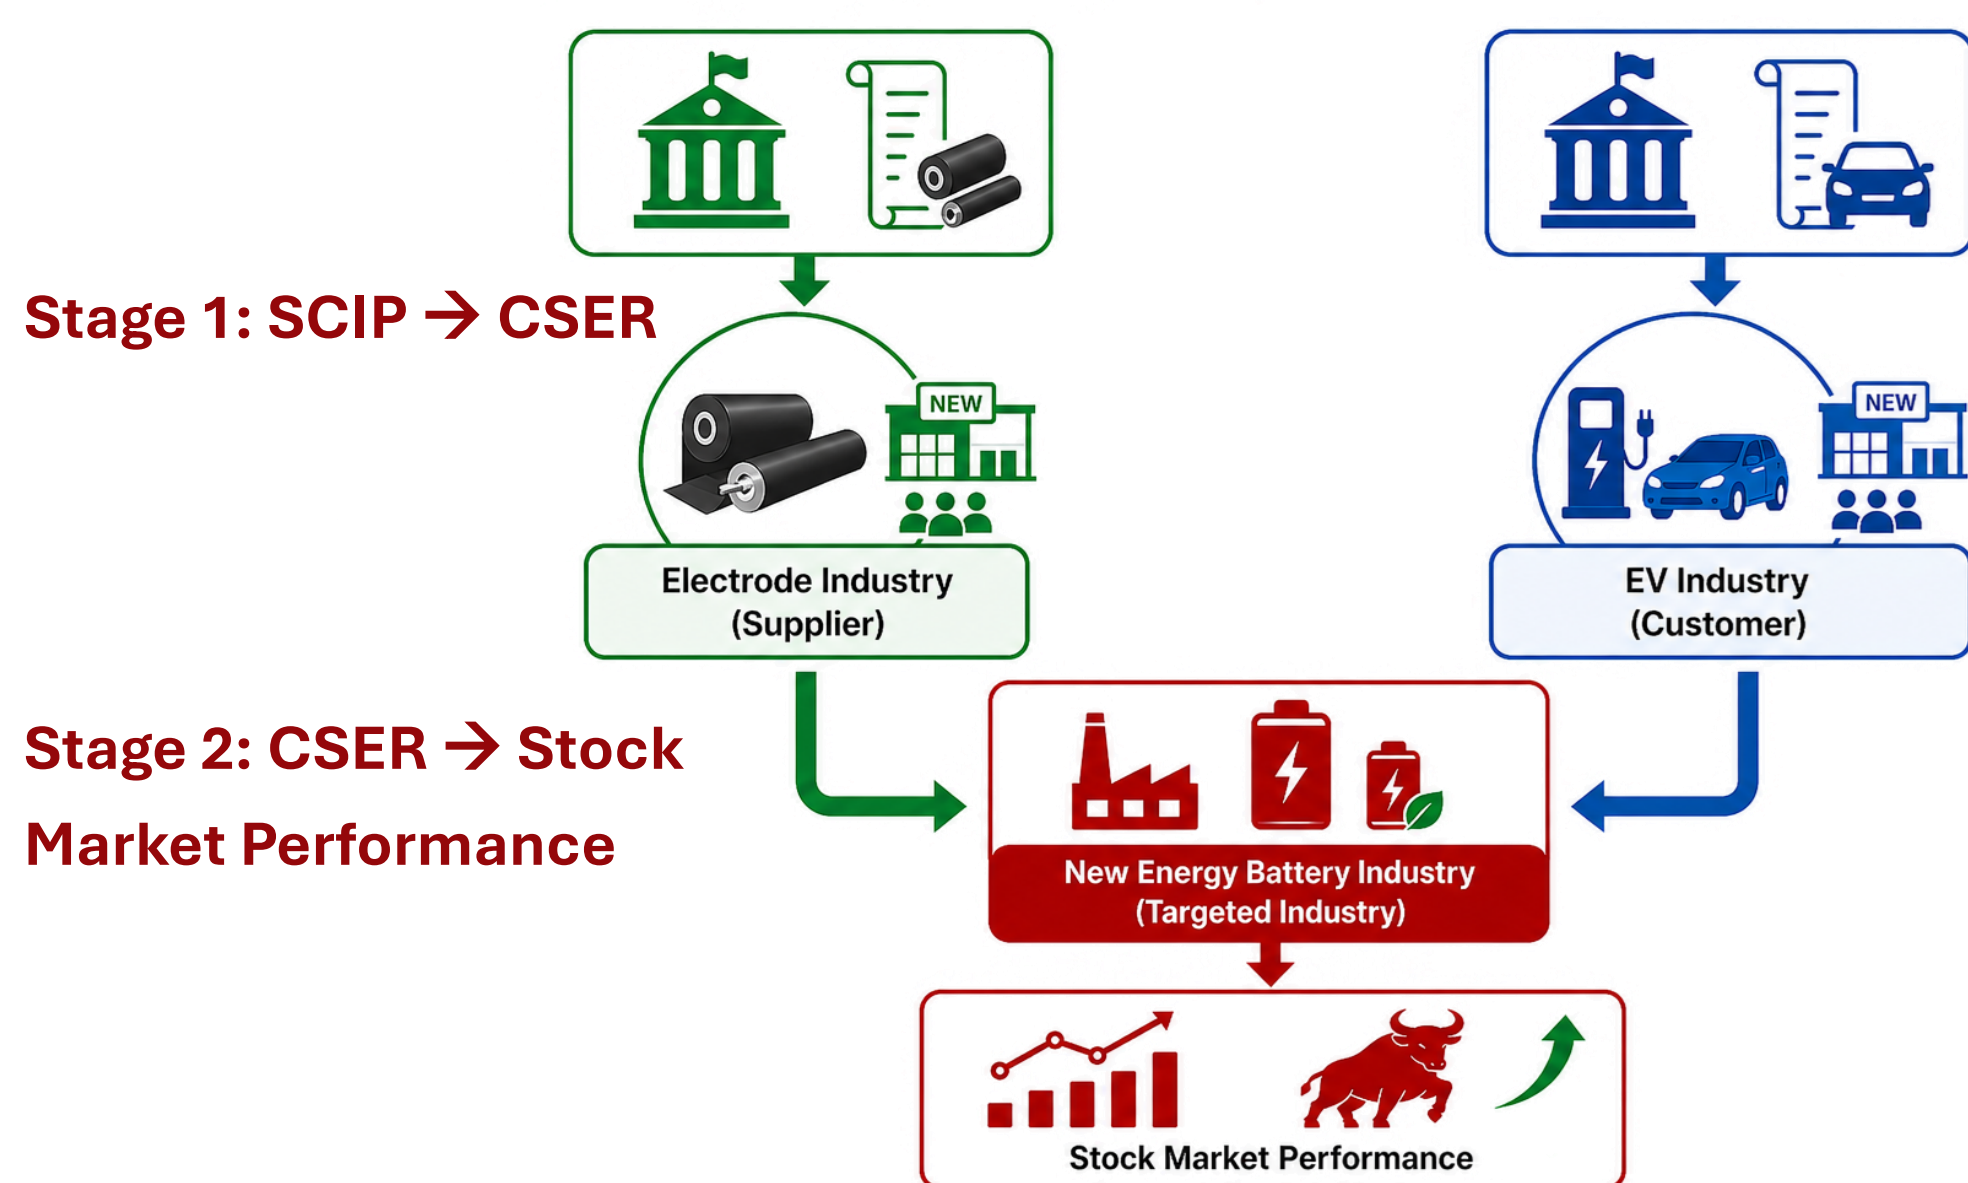 Stage 1: SCIP → CSER
NEW
NEW
Electrode Industry
(Supplier)
EV Industry
(Customer)
Stage 2: CSER → Stock
Market Performance
New Energy Battery Industry
(Targeted Industry)
Stock Market Performance